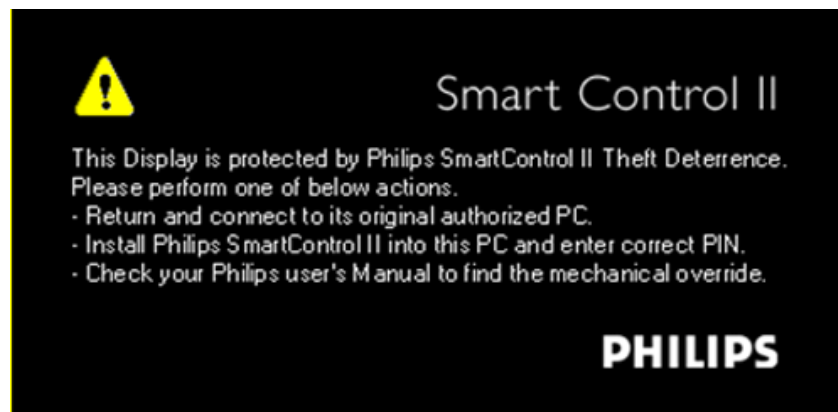 Smart Control II
This Display is protected by Philips SmartControl II Theft Deterrence.
Please perform one of below actions.
- Return and connect to its original authorized PC.
- Install Philips SmartControl II into this PC and enter correct PIN.
- Check your Philips user's Manual to find the mechanical override.
PHILIPS